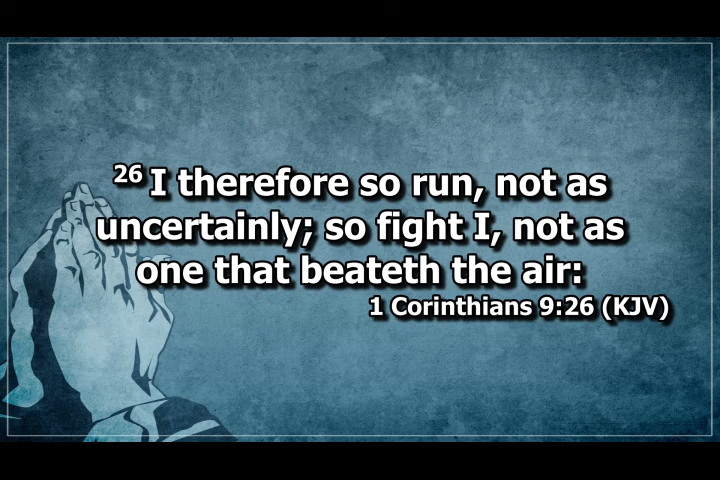 26 I therefore so run, not as
uncertainly; so fight I, not as
one that beateth the air:
1 Corinthians 9:26 (KJV)